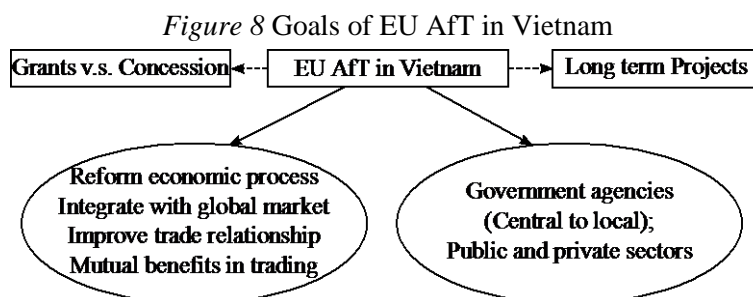 Figure 8 Goals of EU AfT in Vietnam
Grants v.s. Concession
EU AfT in Vietnam
Long term Projects
Reform economic process
Integrate with global market
Improve trade relationship
Mutual benefits in trading
Government agencies
(Central to local);
Public and private sectors